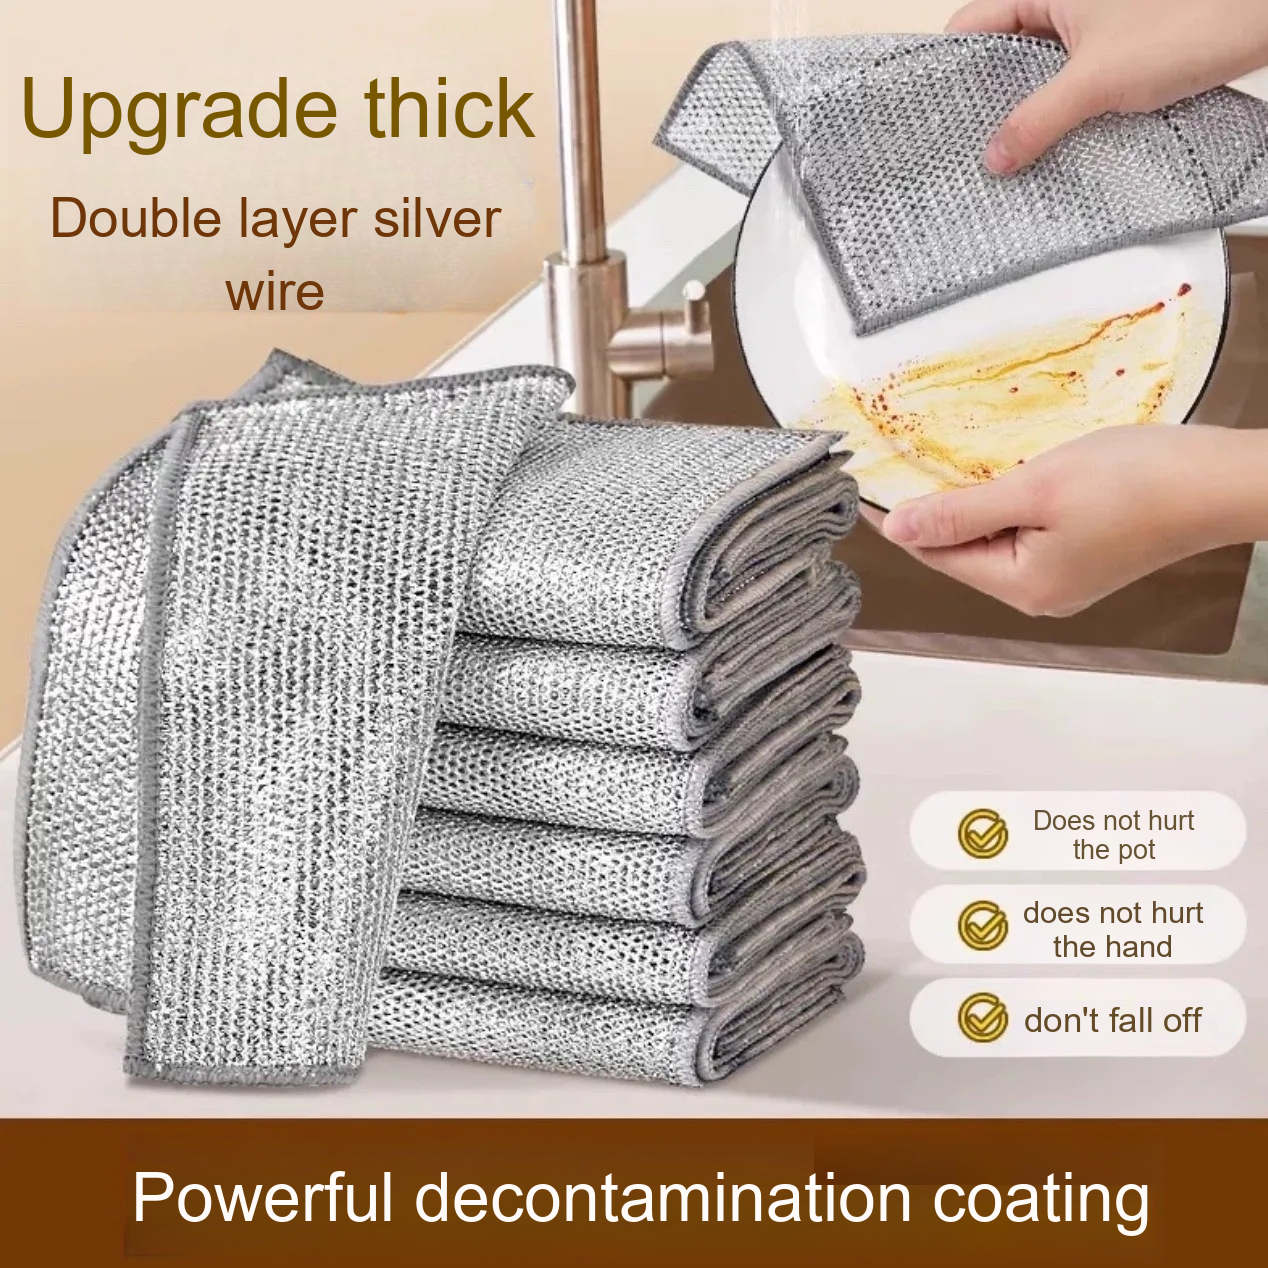 Upgrade thick
Double layer silver
wire
Does not hurt
the pot
does not hurt
the hand
don't fall off
Powerful decontamination coating